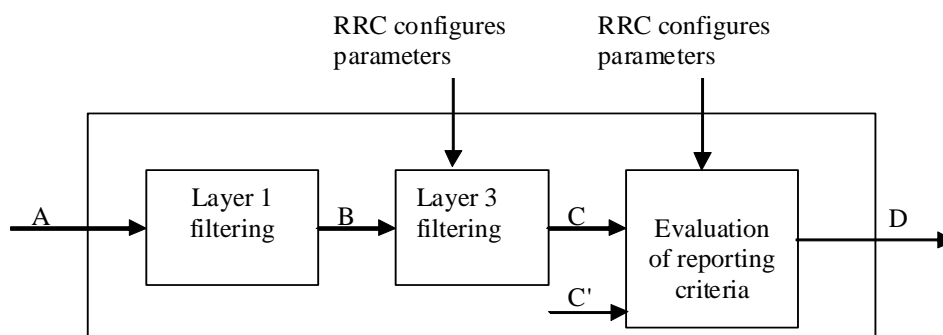 RRC configures
parameters
RRC configures
parameters
Layer 1
filtering
Layer 3
filtering
Evaluation
of reporting
criteria
A
B
C
C'
D